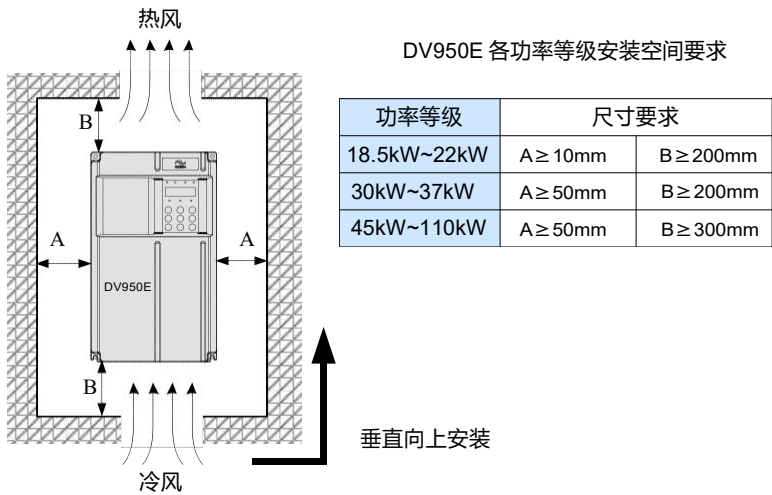 热风
DV950E 各功率等级安装空间要求
功率等级 尺寸要求
18.5kW~22kW A≥10mm B≥200mm
30kW~37kW A≥50mm B≥200mm
45kW~110kW A≥50mm B≥300mm
B
A
A
DV950E
B
垂直向上安装
冷风